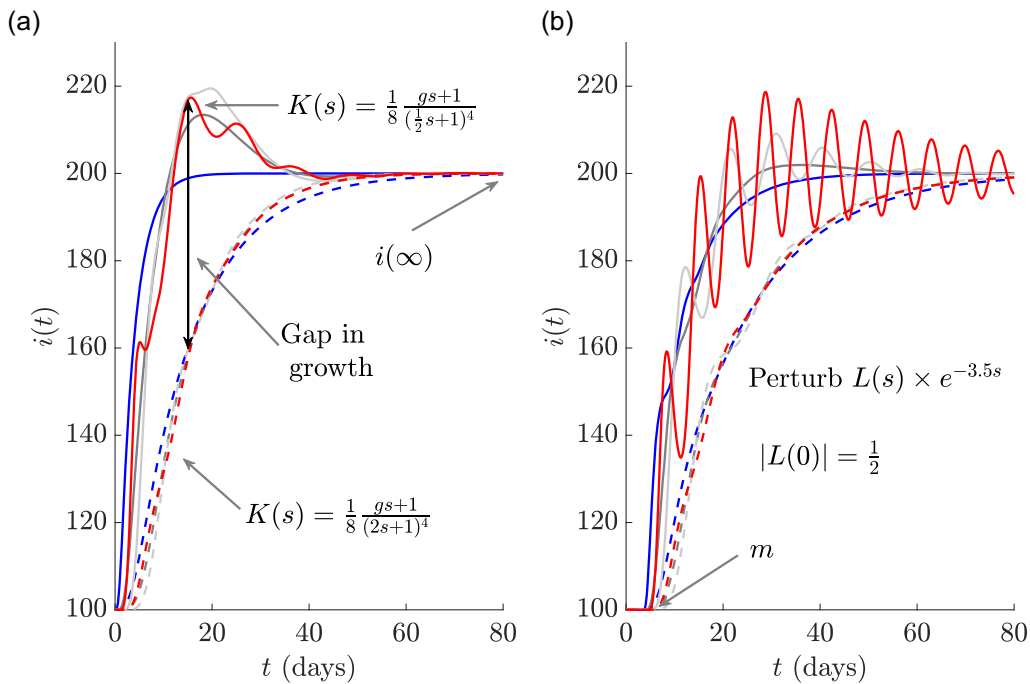 (a)
220
200
180
160
140
120
100
i(t)
0 20 40 60 80
t (days)
K(s) = 1/8 gs+1/(1/2 s+1)^4
i(∞)
Gap in
growth
K(s) = 1/8 gs+1/(2s+1)^4
(b)
220
200
180
160
140
120
100
i(t)
0 20 40 60 80
t (days)
Perturb L(s) × e^{-3.5s}
|L(0)| = 1/2
m